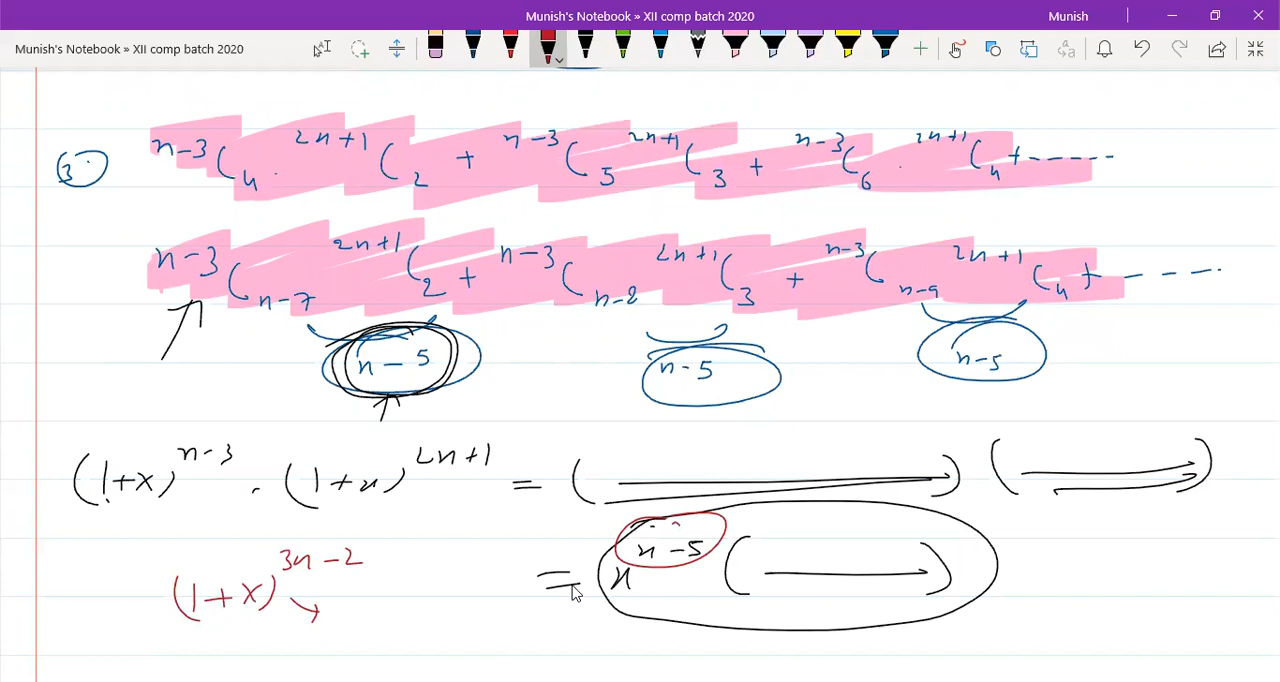 Munish's Notebook » XII comp batch 2020 Munish
Munish's Notebook » XII comp batch 2020
3. ⁿ⁻³C₄ ²ⁿ⁺¹C₂ + ⁿ⁻³C₅ ²ⁿ⁺¹C₃ + ⁿ⁻³C₆ · ²ⁿ⁺¹C₄ + -----
n-3Cn-7 2n+1C2 + n-3Cn-8 2n+1C3 + n-3Cn-9 2n+1C4 + ----
n-5 n-5 n-5
(1+x)^n-3 . (1+x)^2n+1 = ( ) ( )
(1+x)^3n-2 = x^n-5 ( )